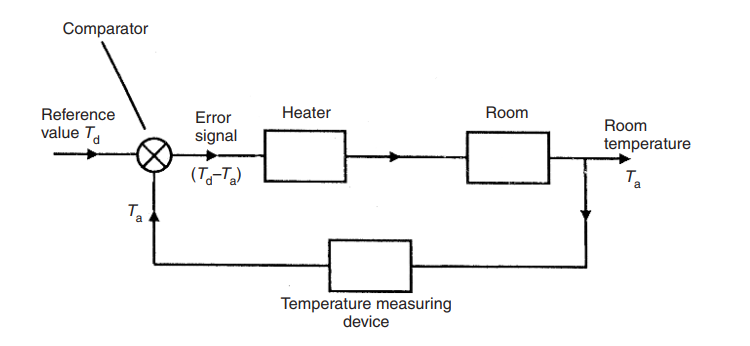 Comparator
Reference
value Td
Error
signal
(Td–Ta)
Heater
Room
Room
temperature
Ta
Ta
Temperature measuring
device